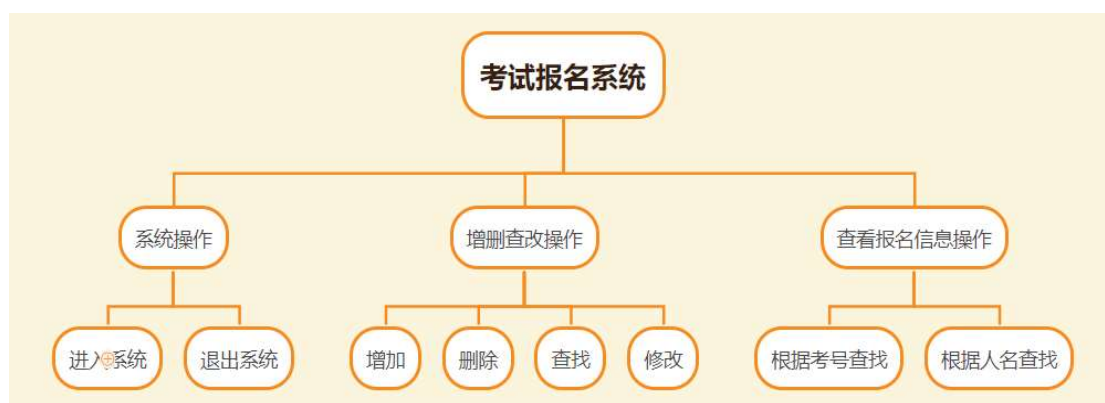 考试报名系统
系统操作
增删查改操作
查看报名信息操作
进入系统
退出系统
增加
删除
查找
修改
根据考号查找
根据人名查找